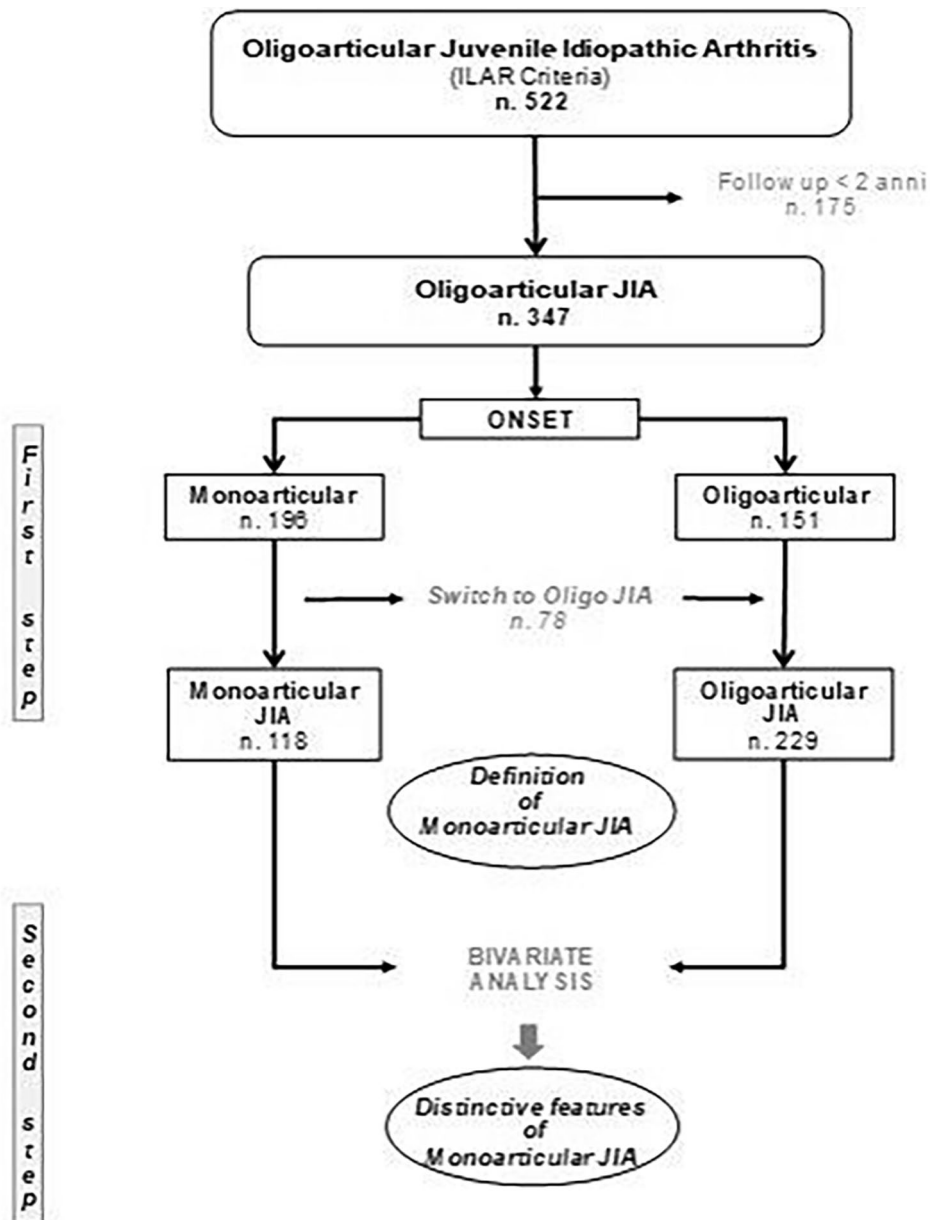 Oligoarticular Juvenile Idiopathic Arthritis
(ILAR Criteria)
n. 522
Follow up < 2 anni
n. 175
Oligoarticular JIA
n. 347
ONSET
First step
Monoarticular
n. 196
Oligoarticular
n. 151
Switch to Oligo JIA
n. 78
Monoarticular
JIA
n. 118
Oligoarticular
JIA
n. 229
Definition
of
Monoarticular JIA
Second step
BIVARIATE
ANALYSIS
Distinctive features
of
Monoarticular JIA